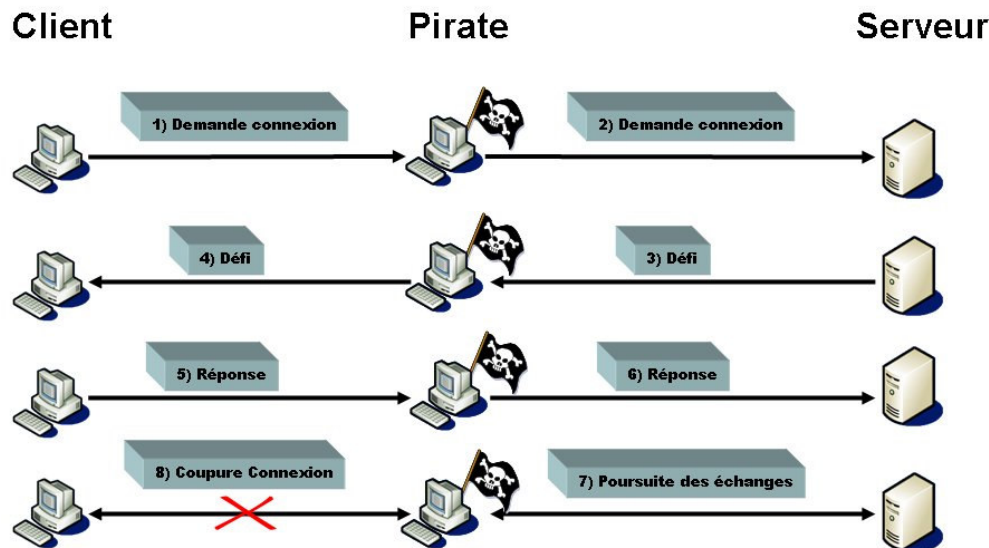 Client
Pirate
Serveur
1) Demande connexion
2) Demande connexion
4) Défi
3) Défi
5) Réponse
6) Réponse
8) Coupure Connexion
7) Poursuite des échanges